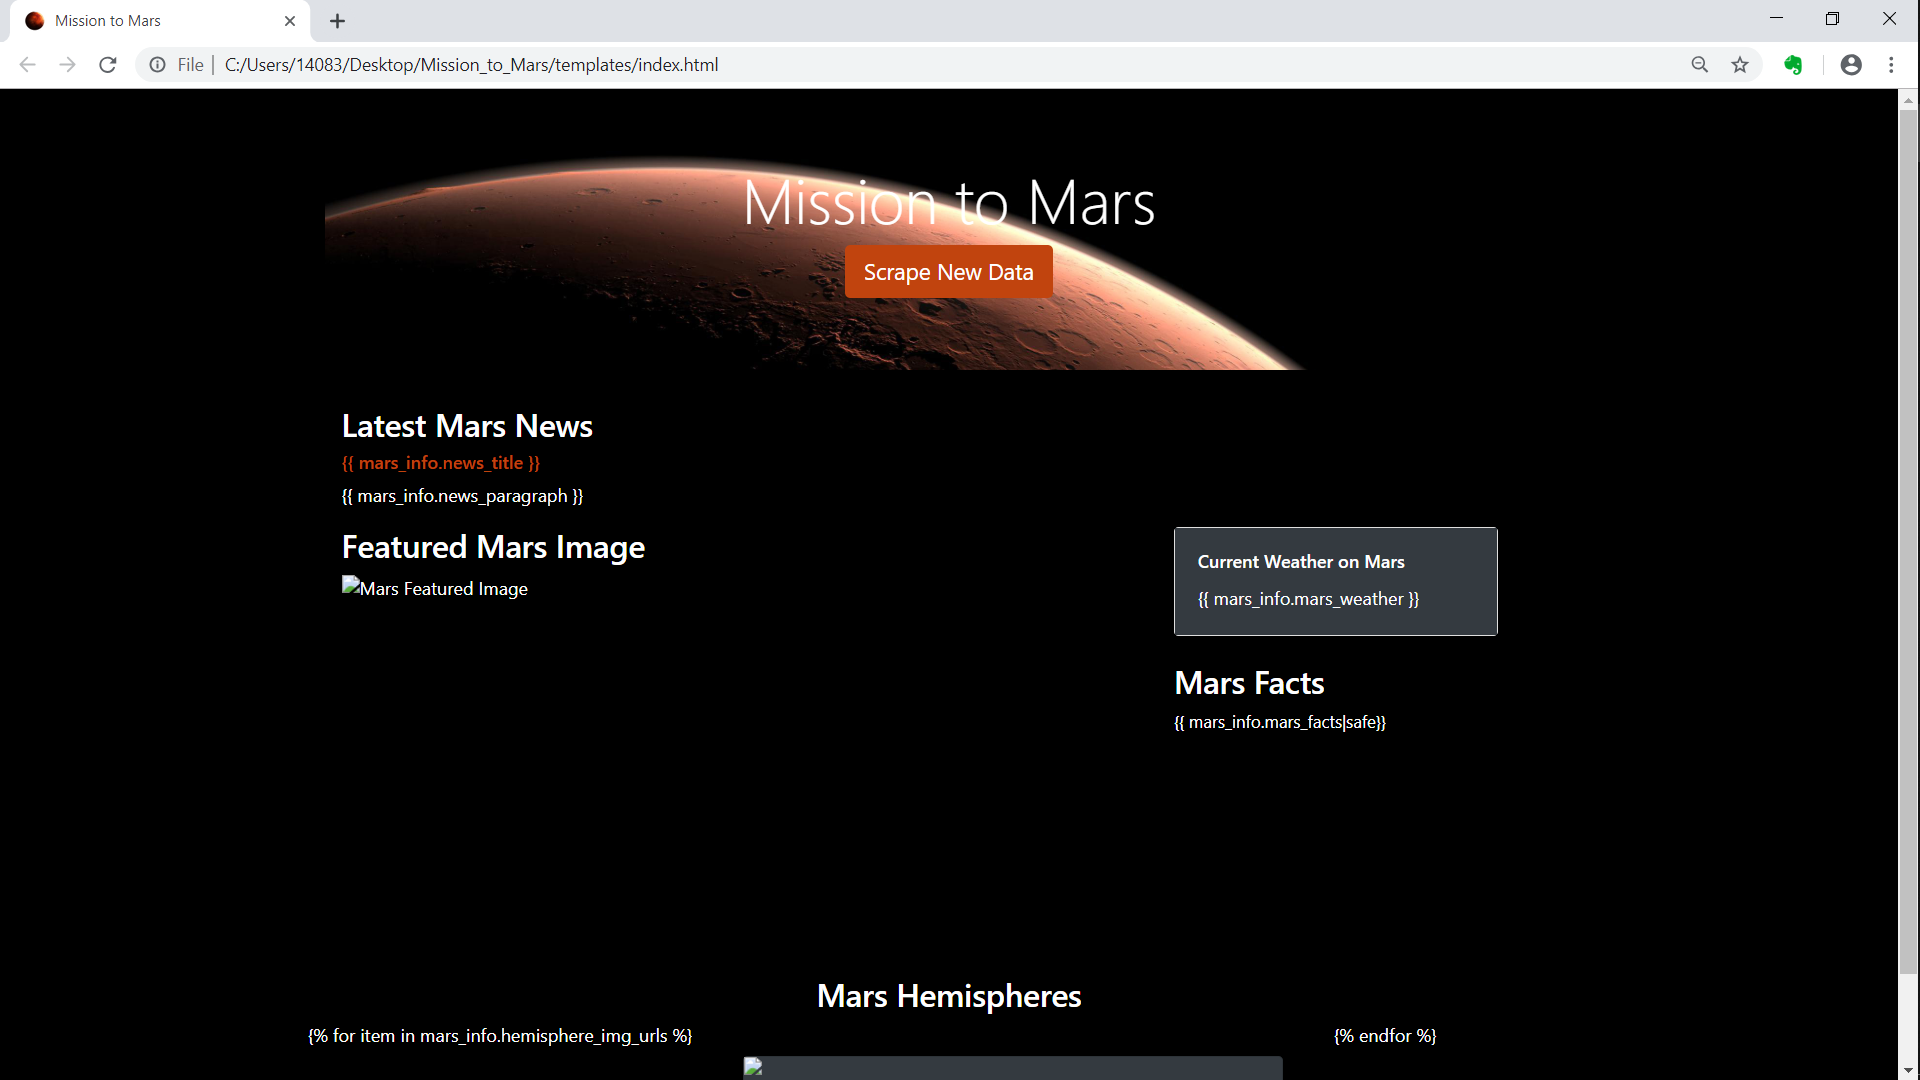 Mission to Mars
File
C:/Users/14083/Desktop/Mission_to_Mars/templates/index.html
Mission to Mars
Scrape New Data
Latest Mars News
{{ mars_info.news_title }}
{{ mars_info.news_paragraph }}
Featured Mars Image
Mars Featured Image
Current Weather on Mars
{{ mars_info.mars_weather }}
Mars Facts
{{ mars_info.mars_facts|safe}}
Mars Hemispheres
{% for item in mars_info.hemisphere_img_urls %}
{% endfor %}